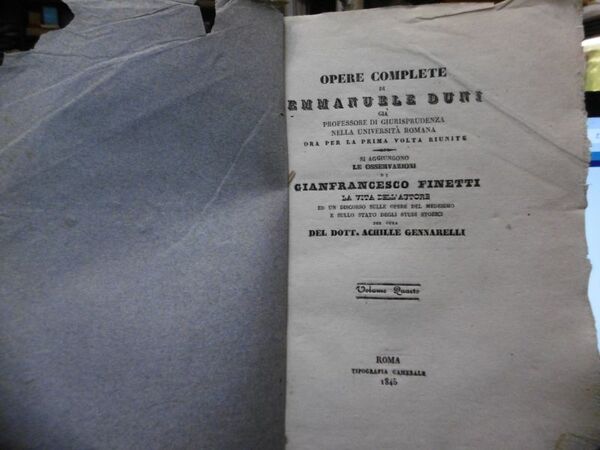 OPERE COMPLETE
DI
EMMANUELE DUNI
GIÀ
PROFESSORE DI GIURISPRUDENZA
NELLA UNIVERSITÀ ROMANA
ORA PER LA PRIMA VOLTA RIUNITE
SI AGGIUNGONO
LE OSSERVAZIONI
DI
GIANFRANCESCO FINETTI
LA VITA DELL'AUTORE
ED UN DISCORSO SULLE OPERE DEL MEDESIMO
E SULLO STATO DEGLI STUDI STORICI
PER CURA
DEL DOTT. ACHILLE GENNARELLI
Volume Quarto
ROMA
TIPOGRAFIA CAMERALE
1845